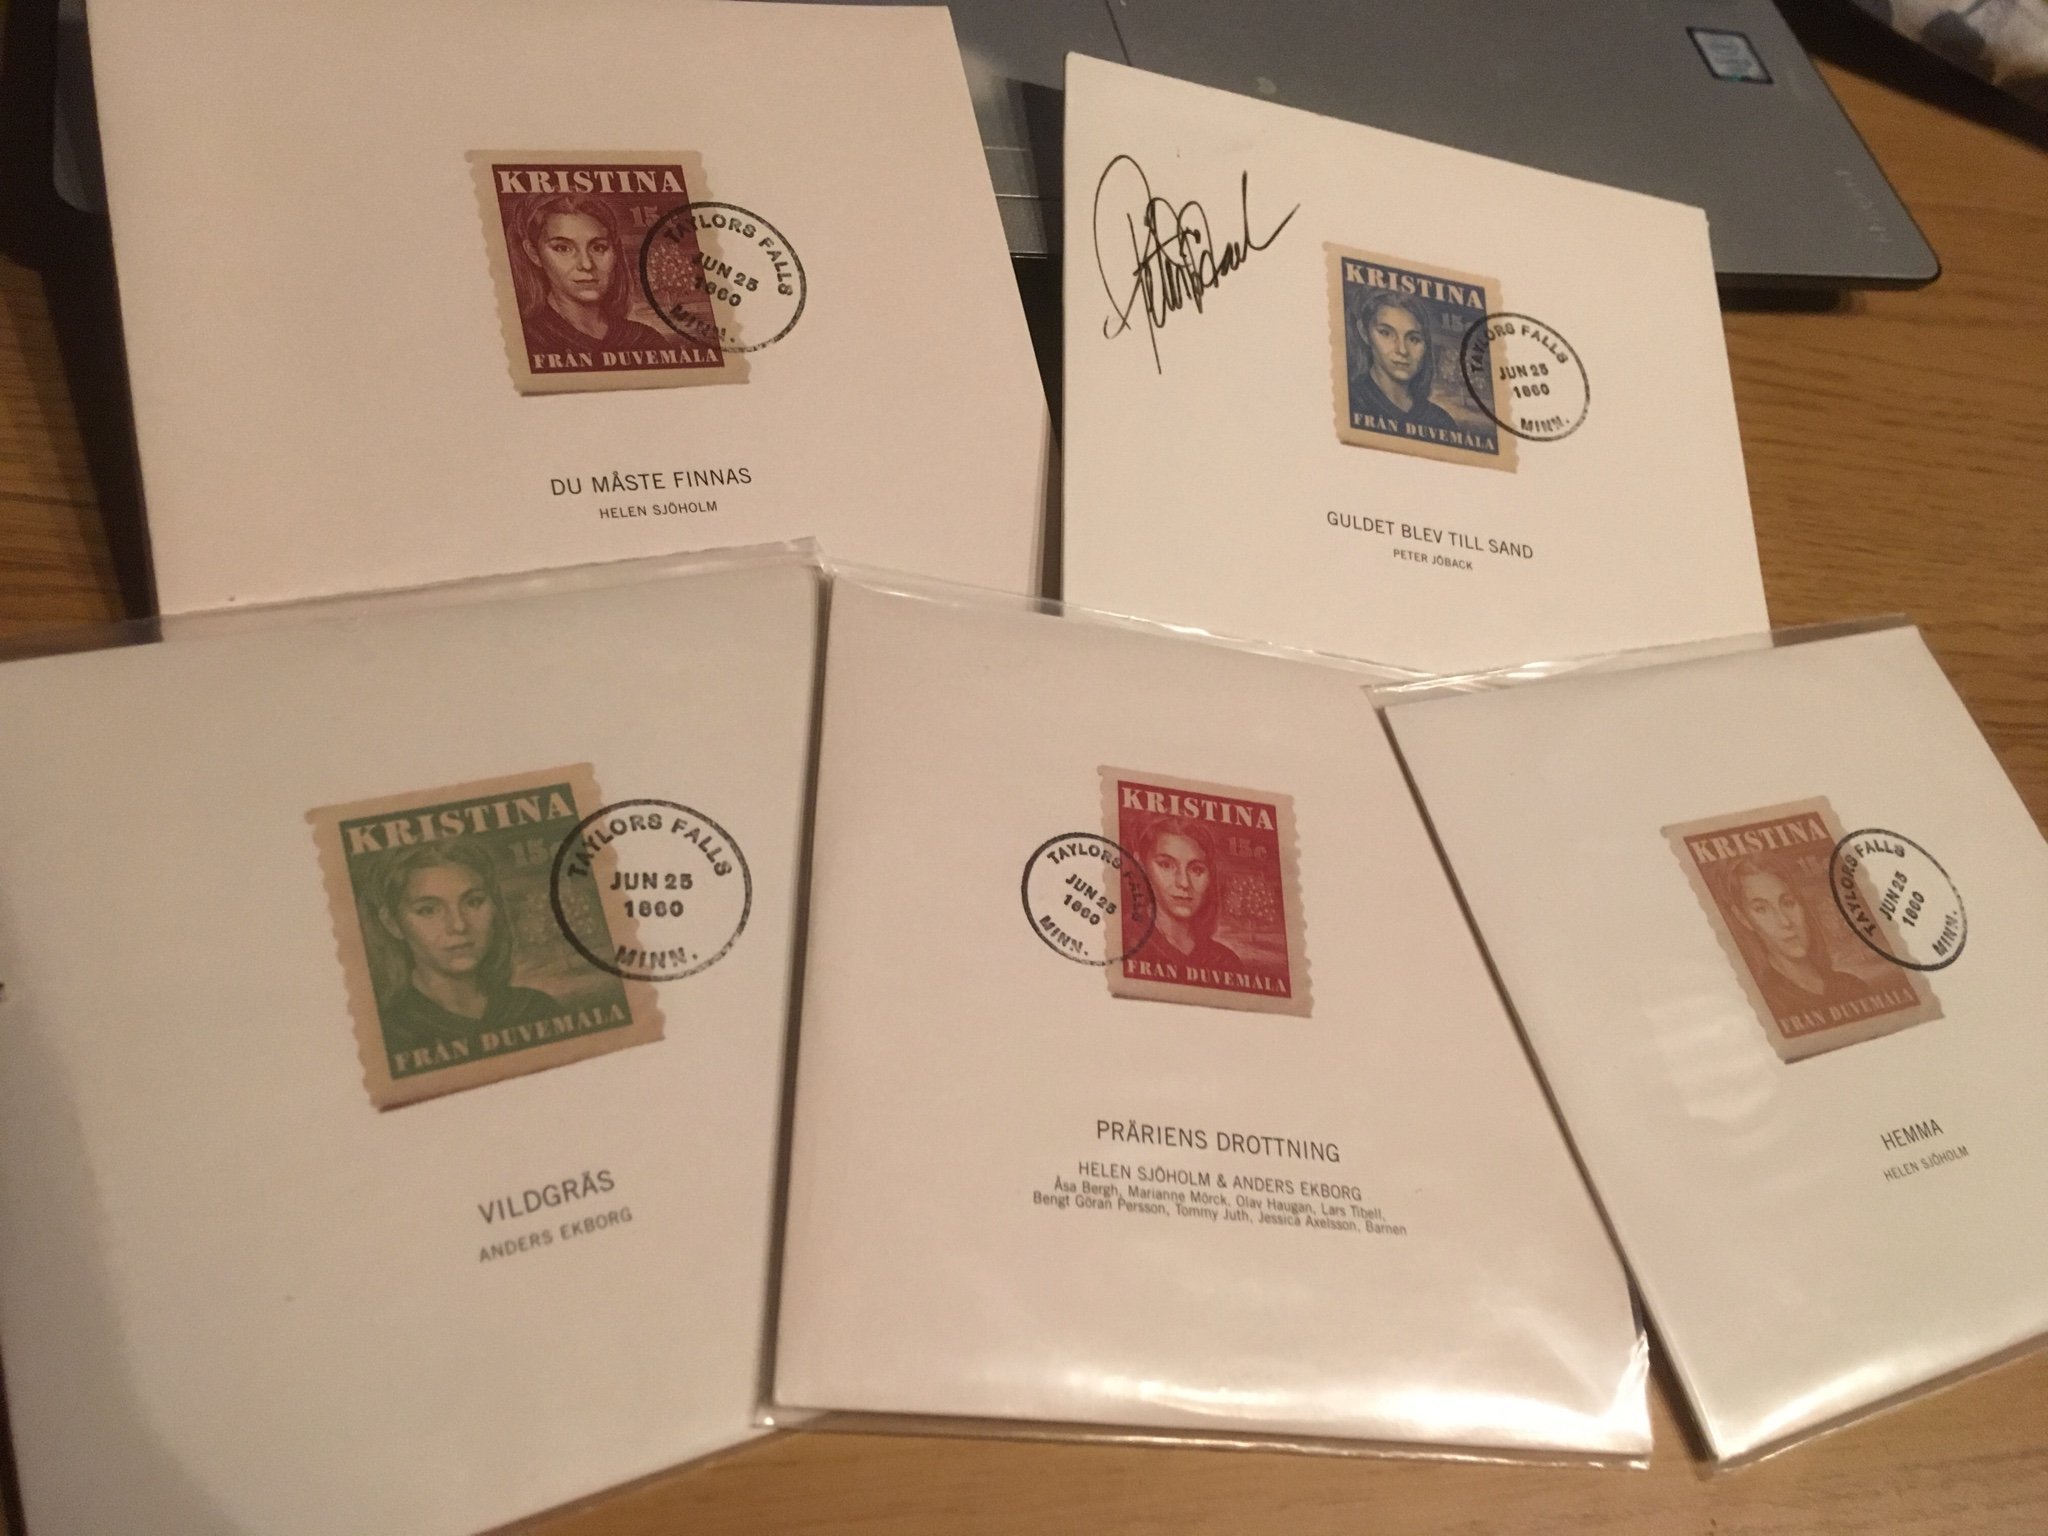 KRISTINA
15c
FRÅN DUVEMÅLA
TAYLORS FALLS
JUN 25
1860
MINN.
DU MÅSTE FINNAS
HELEN SJÖHOLM
Peter Jöback
KRISTINA
15c
FRÅN DUVEMÅLA
TAYLORS FALLS
JUN 25
1860
MINN.
GULDET BLEV TILL SAND
PETER JÖBACK
KRISTINA
15c
FRÅN DUVEMÅLA
TAYLORS FALLS
JUN 25
1860
MINN.
VILDGRÄS
ANDERS EKBORG
KRISTINA
15c
FRÅN DUVEMÅLA
TAYLORS FALLS
JUN 25
1860
MINN.
PRÄRIENS DROTTNING
HELEN SJÖHOLM & ANDERS EKBORG
Åsa Bergh, Marianne Mörck, Olav Haugan, Lars Tibell,
Bengt Göran Persson, Tommy Juth, Jessica Axelsson, Barnen
KRISTINA
15c
FRÅN DUVEMÅLA
TAYLORS FALLS
JUN 25
1860
MINN.
HEMMA
HELEN SJÖHOLM